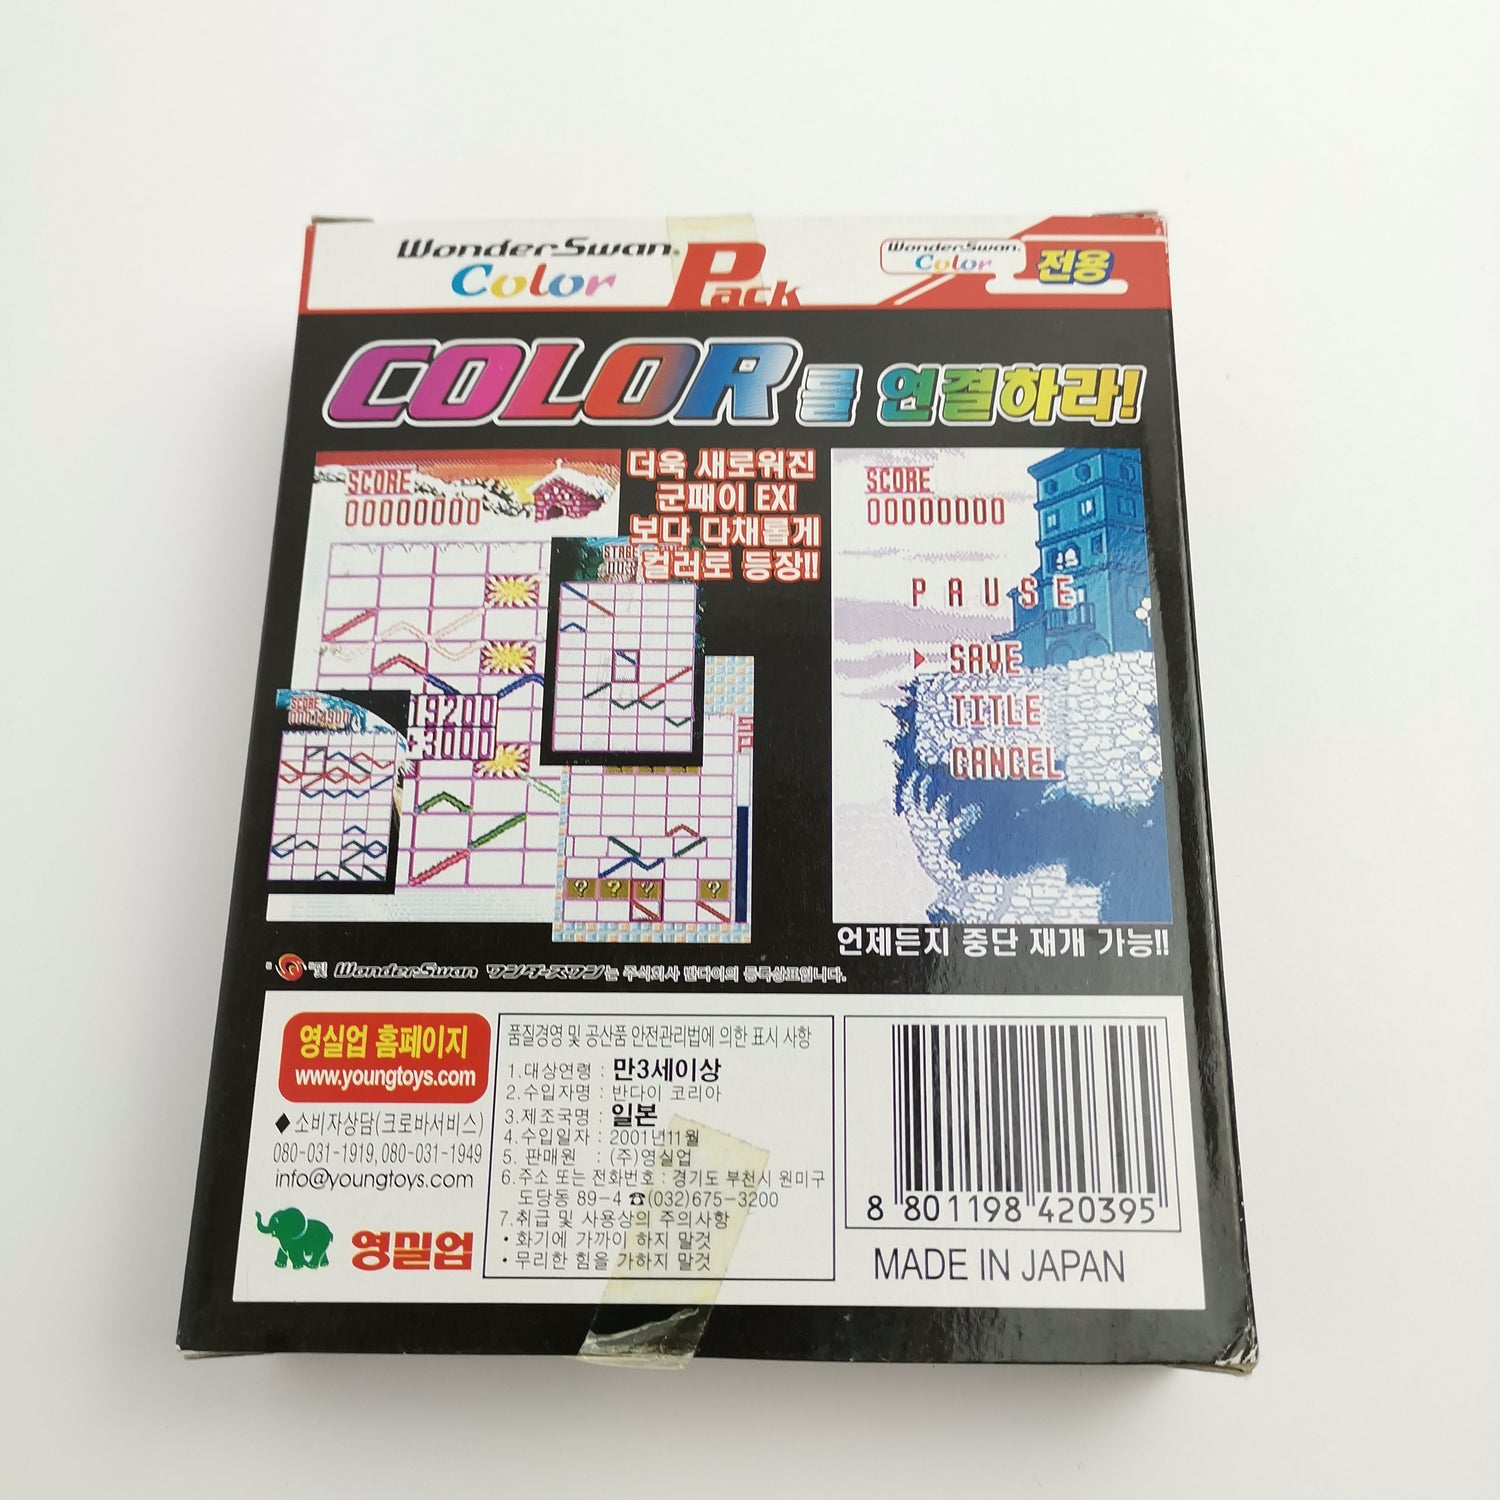 WonderSwan
Color
Pack
WonderSwan
Color
전용
COLOR를 연결하라!
더욱 새로워진
군패이 EX!
보다 다채롭게
컬러로 등장!!
SCORE
00000000
STAGE
19200
+3000
SCORE
? ? ? ?
SCORE
00000000
PAUSE
SAVE
TITLE
CANCEL
언제든지 중단 재개 가능!!
" "및 WonderSwan ワンダースワン는 주식회사 반다이의 등록상표입니다.
영실업 홈페이지
www.youngtoys.com
◆소비자상담(크로바서비스)
080-031-1919, 080-031-1949
info@youngtoys.com
영실업
품질경영 및 공산품 안전관리법에 의한 표시 사항
1.대상연령 : 만3세이상
2.수입자명 : 반다이 코리아
3.제조국명 : 일본
4.수입일자 : 2001년11월
5. 판매원 : (주)영실업
6.주소 또는 전화번호 : 경기도 부천시 원미구
도당동 89-4 ☎(032)675-3200
7.취급 및 사용상의 주의사항
• 화기에 가까이 하지 말것
• 무리한 힘을 가하지 말것
8 801198 420395
MADE IN JAPAN